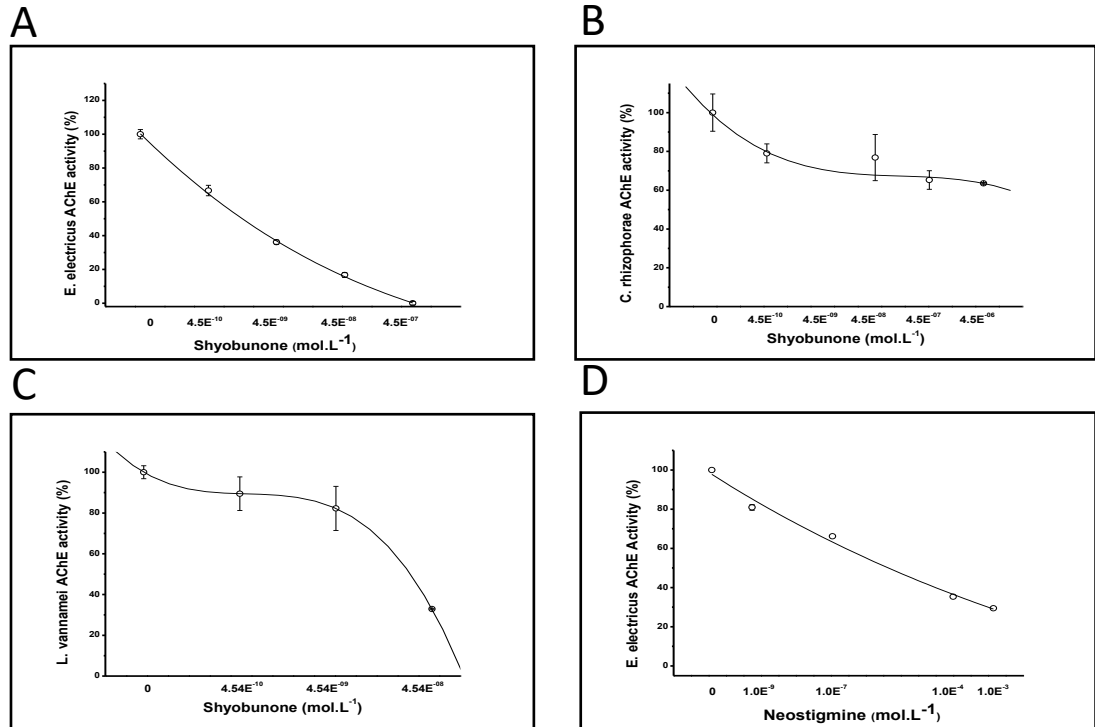 A
E. electricus AChE activity (%)
120
100
80
60
40
20
0
0 4.5E-10 4.5E-09 4.5E-08 4.5E-07
Shyobunone (mol.L-1)
B
C. rhizophorae AChE activity (%)
100
80
60
40
20
0
0 4.5E-10 4.5E-09 4.5E-08 4.5E-07 4.5E-06
Shyobunone (mol.L-1)
C
L. vannamei AChE activity (%)
100
80
60
40
20
0
0 4.54E-10 4.54E-09 4.54E-08
Shyobunone (mol.L-1)
D
E. electricus AChE Activity (%)
100
80
60
40
20
0
0 1.0E-9 1.0E-7 1.0E-4 1.0E-3
Neostigmine (mol.L-1)